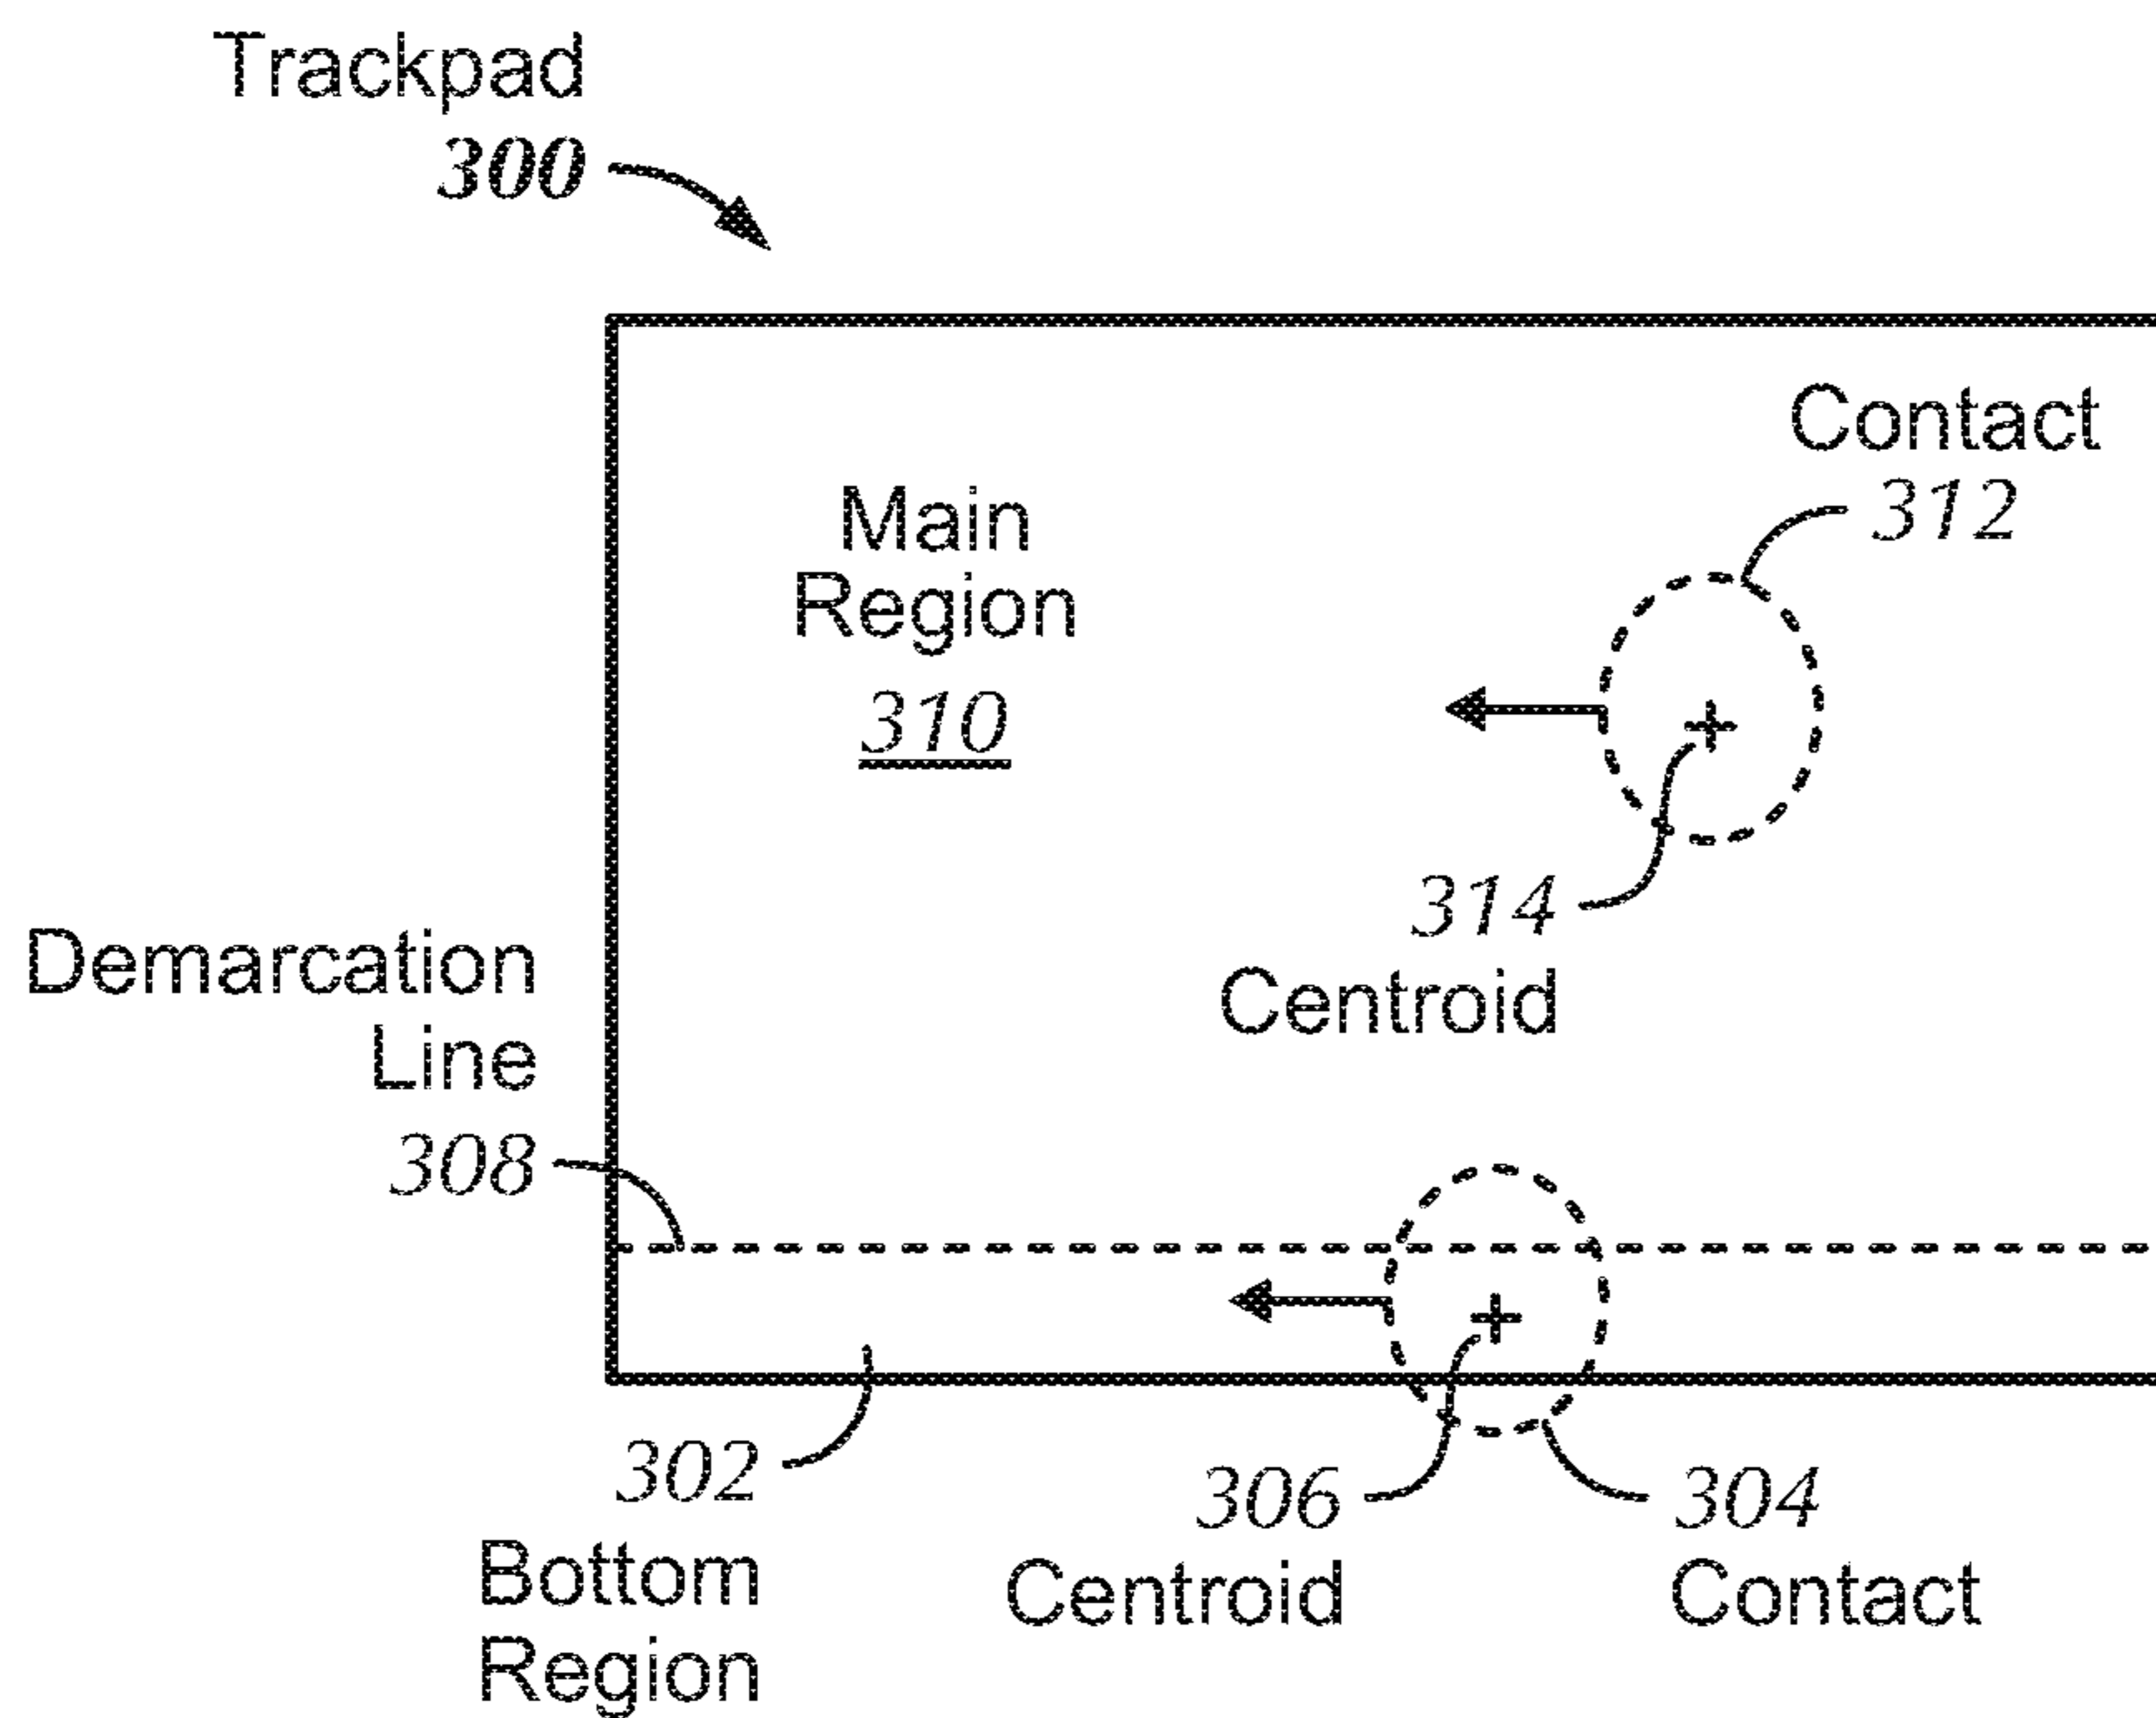 Trackpad
300
Contact
312
Main
Region
310
314
Centroid
Demarcation
Line
308
302
Bottom
Region
306
Centroid
304
Contact